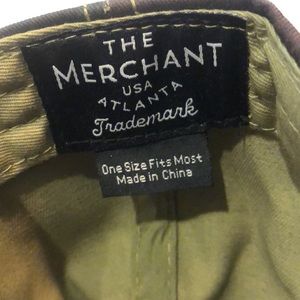 THE
MERCHANT
USA
ATLANTA
Trademark
One Size Fits Most
Made in China